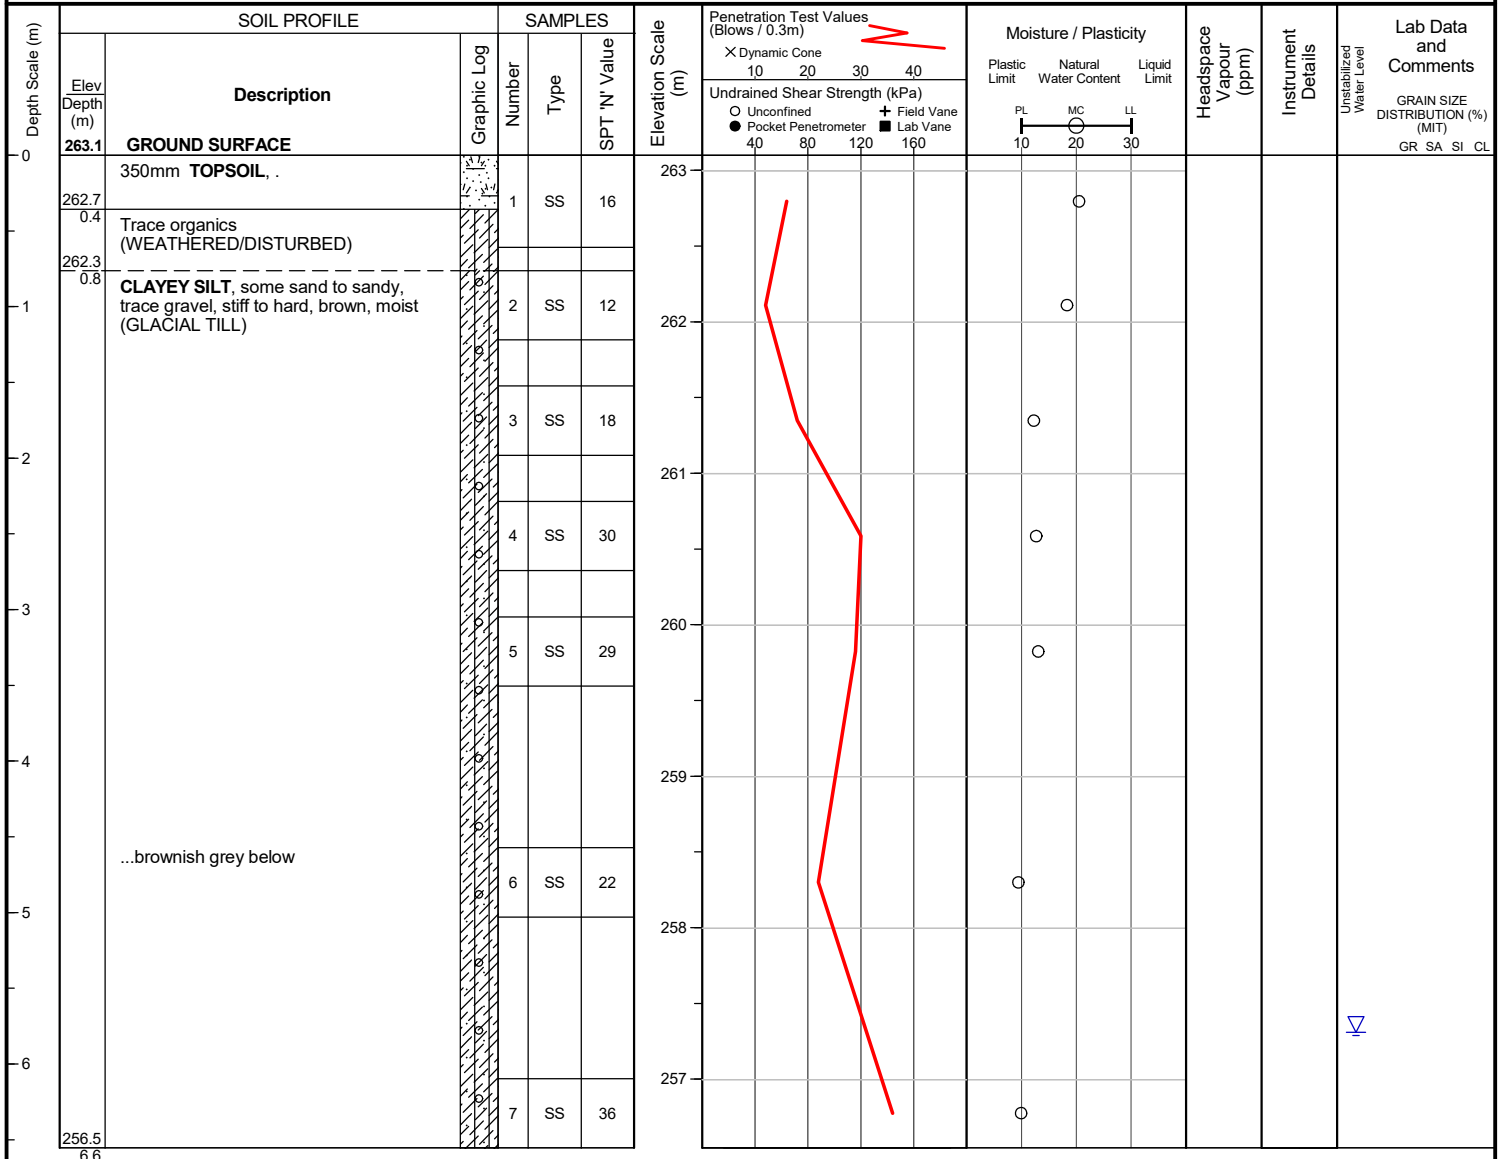 SOIL PROFILE
SAMPLES
Depth Scale (m)
Elev
Depth
(m)
Description
Graphic Log
Number
Type
SPT 'N' Value
Elevation Scale
(m)
Penetration Test Values
(Blows / 0.3m)
X Dynamic Cone
10 20 30 40
Undrained Shear Strength (kPa)
Unconfined
Field Vane
Pocket Penetrometer
Lab Vane
40 80 120 160
Moisture / Plasticity
Plastic
Limit
Natural
Water Content
Liquid
Limit
PL MC LL
10 20 30
Headspace
Vapour
(ppm)
Instrument
Details
Unstabilized
Water Level
Lab Data
and
Comments
GRAIN SIZE
DISTRIBUTION (%)
(MIT)
GR SA SI CL
263.1 GROUND SURFACE
0
350mm TOPSOIL, .
263
262.7
0.4
1 SS 16
Trace organics
(WEATHERED/DISTURBED)
262.3
0.8
CLAYEY SILT, some sand to sandy,
trace gravel, stiff to hard, brown, moist
(GLACIAL TILL)
1
2 SS 12
262
3 SS 18
2
261
4 SS 30
3
260
5 SS 29
4
259
...brownish grey below
6 SS 22
5
258
6
257
7 SS 36
256.5
6.6